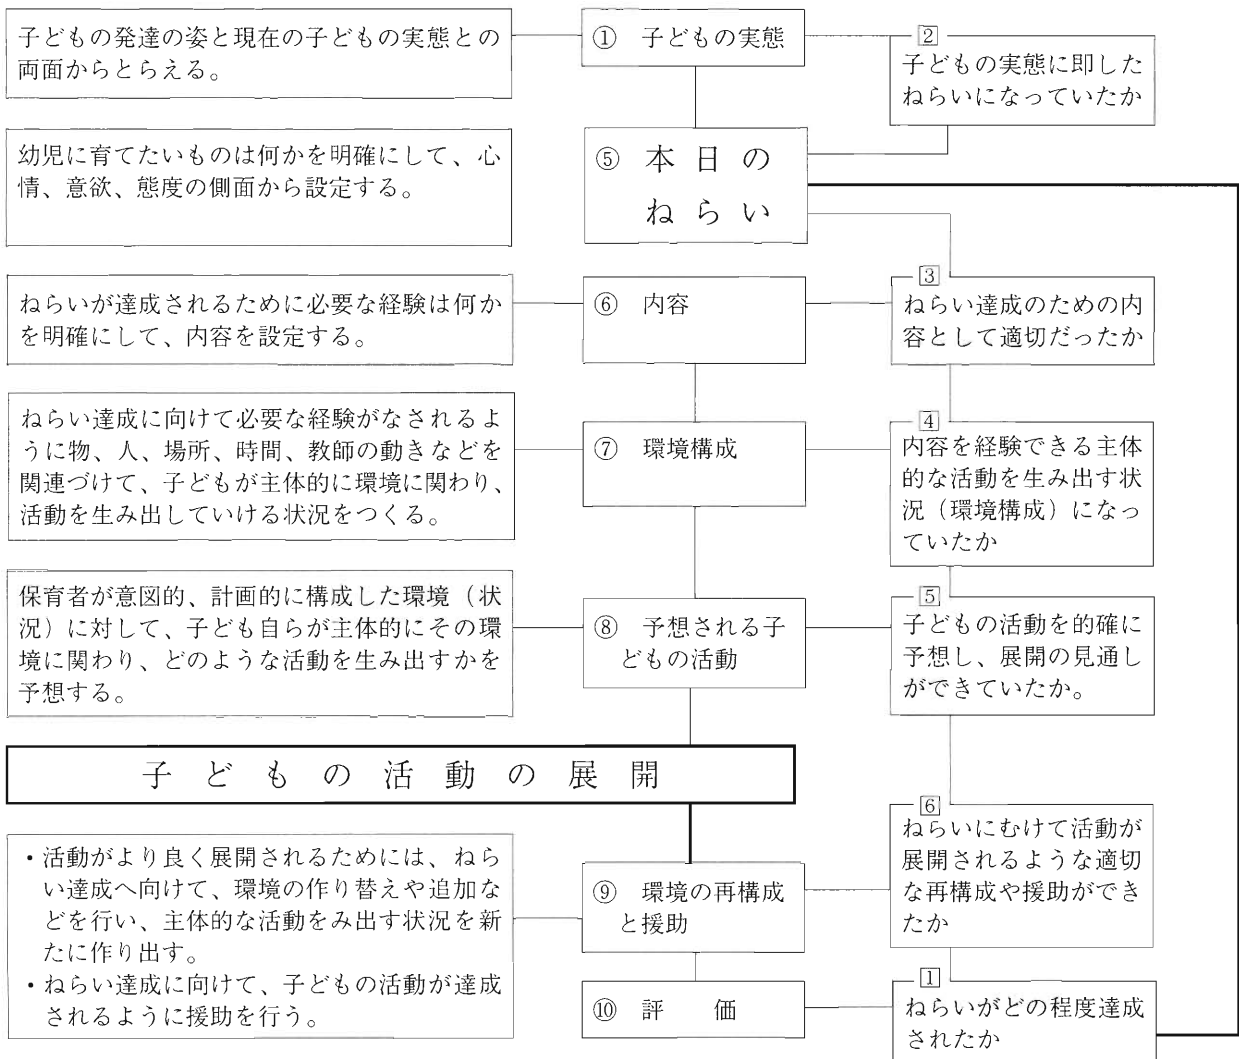 子どもの発達の姿と現在の子どもの実態との
両面からとらえる。
① 子どもの実態
2
子どもの実態に即した
ねらいになっていたか
幼児に育てたいものは何かを明確にして、心
情、意欲、態度の側面から設定する。
⑤ 本日の
ねらい
ねらいが達成されるために必要な経験は何か
を明確にして、内容を設定する。
⑥ 内容
3
ねらい達成のための内
容として適切だったか
ねらい達成に向けて必要な経験がなされるよ
うに物、人、場所、時間、教師の動きなどを
関連づけて、子どもが主体的に環境に関わり、
活動を生み出していける状況をつくる。
⑦ 環境構成
4
内容を経験できる主体
的な活動を生み出す状
況（環境構成）になっ
ていたか
保育者が意図的、計画的に構成した環境（状
況）に対して、子ども自らが主体的にその環
境に関わり、どのような活動を生み出すかを
予想する。
⑧ 予想される子
どもの活動
5
子どもの活動を的確に
予想し、展開の見通し
ができていたか。
子どもの活動の展開
・活動がより良く展開されるためには、ねら
い達成へ向けて、環境の作り替えや追加な
どを行い、主体的な活動をみ出す状況を新
たに作り出す。
・ねらい達成に向けて、子どもの活動が達成
されるように援助を行う。
⑨ 環境の再構成
と援助
6
ねらいにむけて活動が
展開されるような適切
な再構成や援助ができ
たか
⑩ 評価
1
ねらいがどの程度達成
されたか